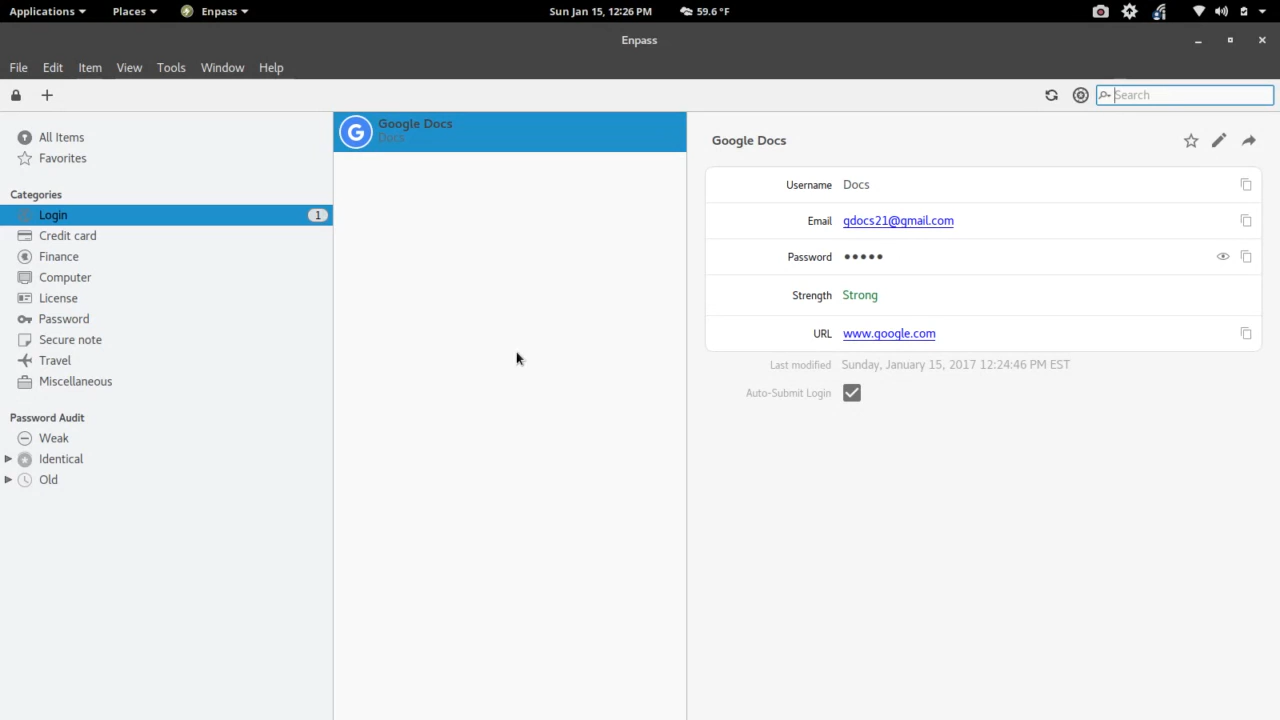 Applications Places Enpass Sun Jan 15, 12:26 PM 59.6 °F
Enpass
File Edit Item View Tools Window Help
Search
All Items
Favorites
Categories
Login 1
Credit card
Finance
Computer
License
Password
Secure note
Travel
Miscellaneous
Password Audit
Weak
Identical
Old
G
Google Docs
Docs
Google Docs
Username Docs
Email gdocs21@gmail.com
Password •••••
Strength Strong
URL www.google.com
Last modified Sunday, January 15, 2017 12:24:46 PM EST
Auto-Submit Login